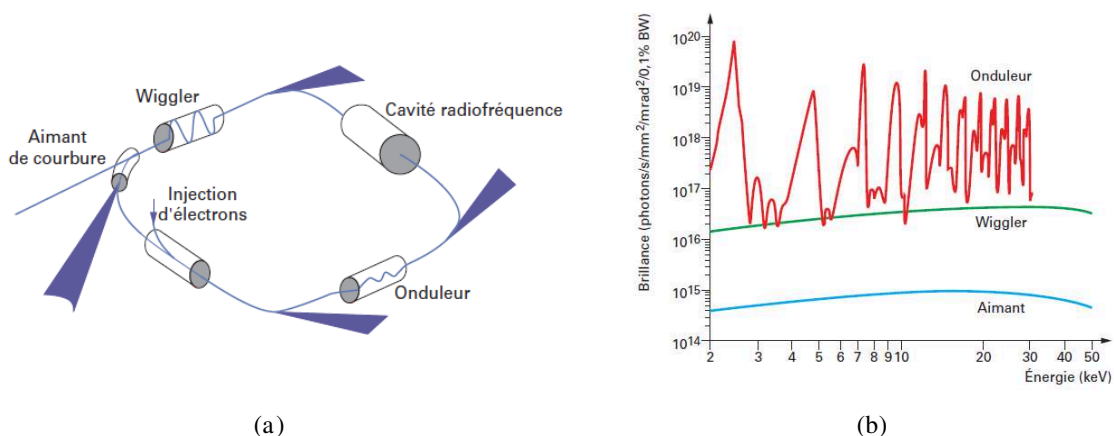 Wiggler
Aimant
de courbure
Cavité radiofréquence
Injection
d'électrons
Onduleur
(a)
Brillance (photons/s/mm²/mrad²/0,1% BW)
10²⁰
10¹⁹
10¹⁸
10¹⁷
10¹⁶
10¹⁵
10¹⁴
Onduleur
Wiggler
Aimant
2 3 4 5 6 7 8 9 10 20 30 40 50
Énergie (keV)
(b)